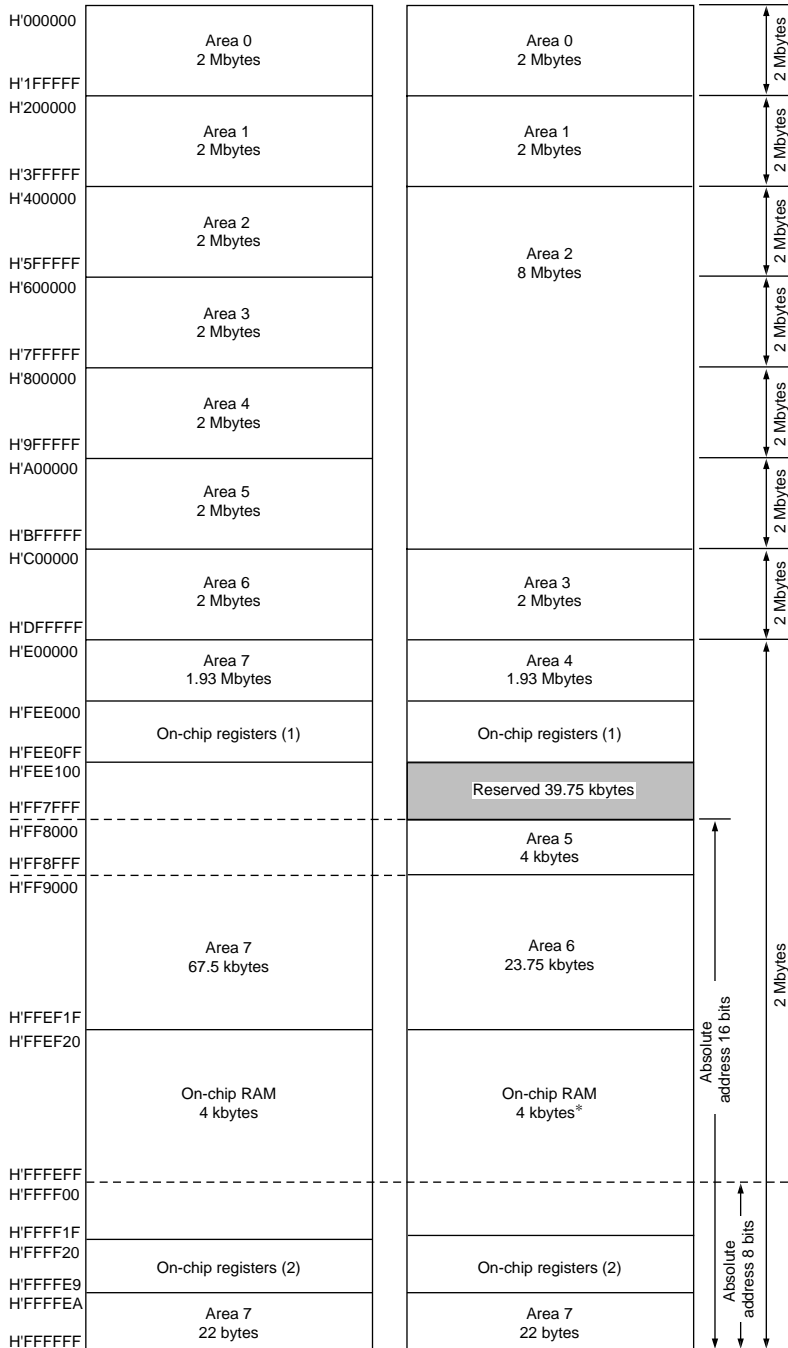 H'000000
H'1FFFFF
H'200000
H'3FFFFF
H'400000
H'5FFFFF
H'600000
H'7FFFFF
H'800000
H'9FFFFF
H'A00000
H'BFFFFF
H'C00000
H'DFFFFF
H'E00000
H'FEE000
H'FEE0FF
H'FEE100
H'FF7FFF
H'FF8000
H'FF8FFF
H'FF9000
H'FFEF1F
H'FFEF20
H'FFFEFF
H'FFFF00
H'FFFF1F
H'FFFF20
H'FFFFE9
H'FFFFEA
H'FFFFFF
Area 0
2 Mbytes
Area 1
2 Mbytes
Area 2
2 Mbytes
Area 3
2 Mbytes
Area 4
2 Mbytes
Area 5
2 Mbytes
Area 6
2 Mbytes
Area 7
1.93 Mbytes
On-chip registers (1)
Area 7
67.5 kbytes
On-chip RAM
4 kbytes
On-chip registers (2)
Area 7
22 bytes
Area 0
2 Mbytes
Area 1
2 Mbytes
Area 2
8 Mbytes
Area 3
2 Mbytes
Area 4
1.93 Mbytes
On-chip registers (1)
Reserved 39.75 kbytes
Area 5
4 kbytes
Area 6
23.75 kbytes
On-chip RAM
4 kbytes*
On-chip registers (2)
Area 7
22 bytes
2 Mbytes
2 Mbytes
2 Mbytes
2 Mbytes
2 Mbytes
2 Mbytes
2 Mbytes
2 Mbytes
Absolute
address 16 bits
Absolute
address 8 bits